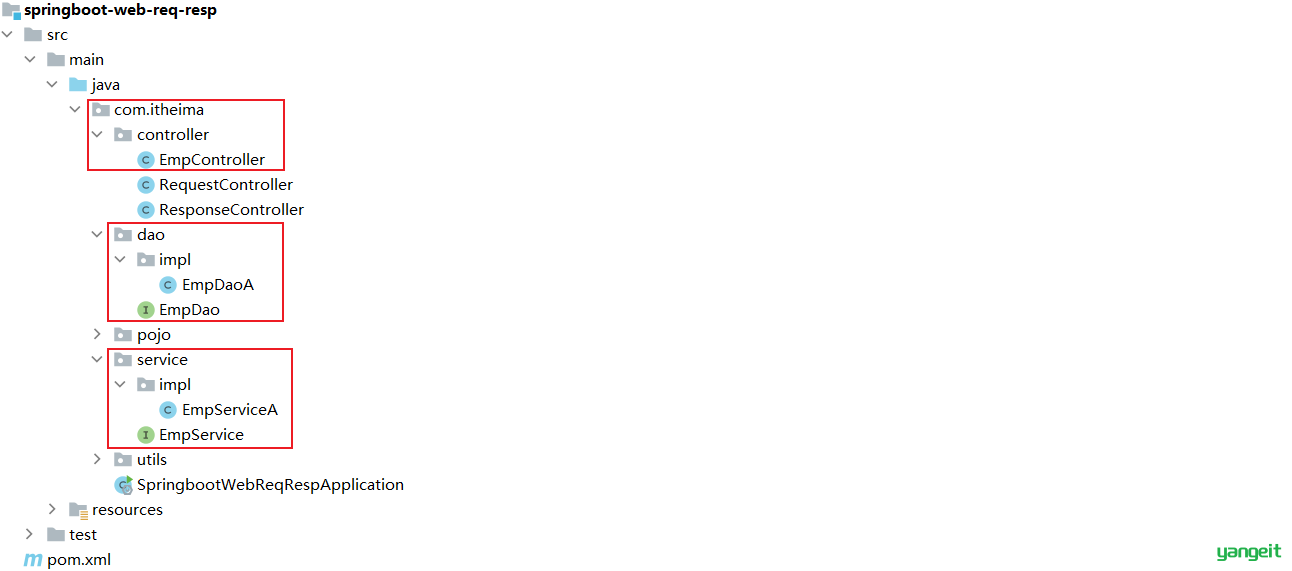 springboot-web-req-resp
src
main
java
com.itheima
controller
C EmpController
C RequestController
C ResponseController
dao
impl
C EmpDaoA
I EmpDao
pojo
service
impl
C EmpServiceA
I EmpService
utils
C SpringbootWebReqRespApplication
resources
test
m pom.xml
yangeit